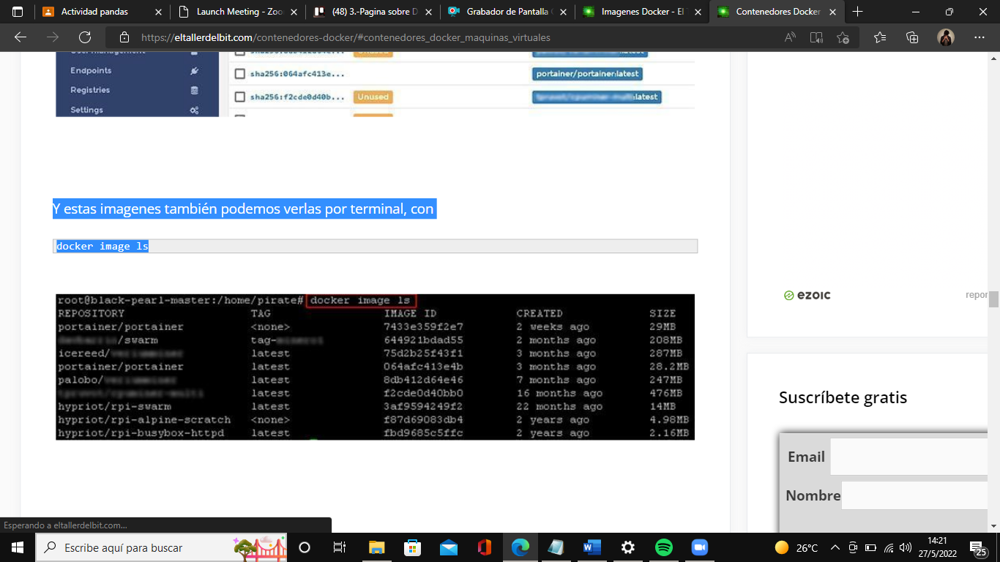 Actividad pandas
Launch Meeting - Zoo
(48) 3.-Pagina sobre D
Grabador de Pantalla
Imagenes Docker - El T
Contenedores Docker
https://eltallerdelbit.com/contenedores-docker/#contenedores_docker_maquinas_virtuales
User management
Endpoints
Registries
Settings
Unused
:latest
sha256:064afc413e...
portainer/portainer:latest
sha256:f2cde0d40b...
Unused
:latest
Y estas imagenes también podemos verlas por terminal, con
docker image ls
root@black-pearl-master:/home/pirate# docker image ls
REPOSITORY TAG IMAGE ID CREATED SIZE
portainer/portainer <none> 7433e359f2e7 2 weeks ago 29MB
/swarm tag- 644921bdad55 2 months ago 208MB
icereed/ latest 75d2b25f43f1 3 months ago 287MB
portainer/portainer latest 064afc413e4b 3 months ago 28.2MB
palobo/ latest 8db412d64e46 7 months ago 247MB
latest f2cde0d40bb0 16 months ago 476MB
hypriot/rpi-swarm latest 3af9594249f2 22 months ago 14MB
hypriot/rpi-alpine-scratch <none> f87d69083db4 2 years ago 4.98MB
hypriot/rpi-busybox-httpd latest fbd9685c5ffc 2 years ago 2.16MB
ezoic
repor
Suscríbete gratis
Email
Nombre
Esperando a eltallerdelbit.com...
Escribe aquí para buscar
26°C
14:21
27/5/2022
25